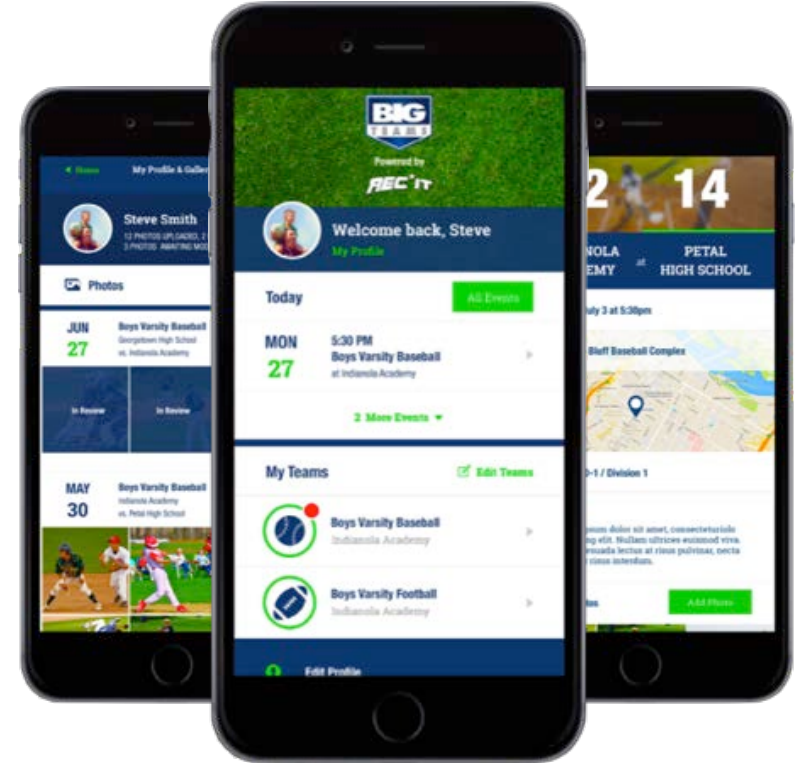 Home
My Profile & Galler
Steve Smith
12 PHOTOS UPLOADED, 2
3 PHOTOS AWAITING MOD
Photos
JUN
27
Boys Varsity Baseball
Georgetown High School
vs. Indianola Academy
In Review
In Review
MAY
30
Boys Varsity Baseball
Indianola Academy
vs. Petal High School
BIG
TEAMS
Powered by
REC*IT
Welcome back, Steve
My Profile
Today
All Events
MON
27
5:30 PM
Boys Varsity Baseball
at Indianola Academy
2 More Events
My Teams
Edit Teams
Boys Varsity Baseball
Indianola Academy
Boys Varsity Football
Indianola Academy
Edit Profile
2
14
NOLA
EMY
at
PETAL
HIGH SCHOOL
uly 3 at 5:30pm
Bluff Baseball Complex
D-1 / Division 1
psum dolor sit amet, consecteturiolo
ng elit. Nullam ultrices euismod viva.
esuada lectus at risus pulvinar, necta
risus interdum.
os
Add Photo